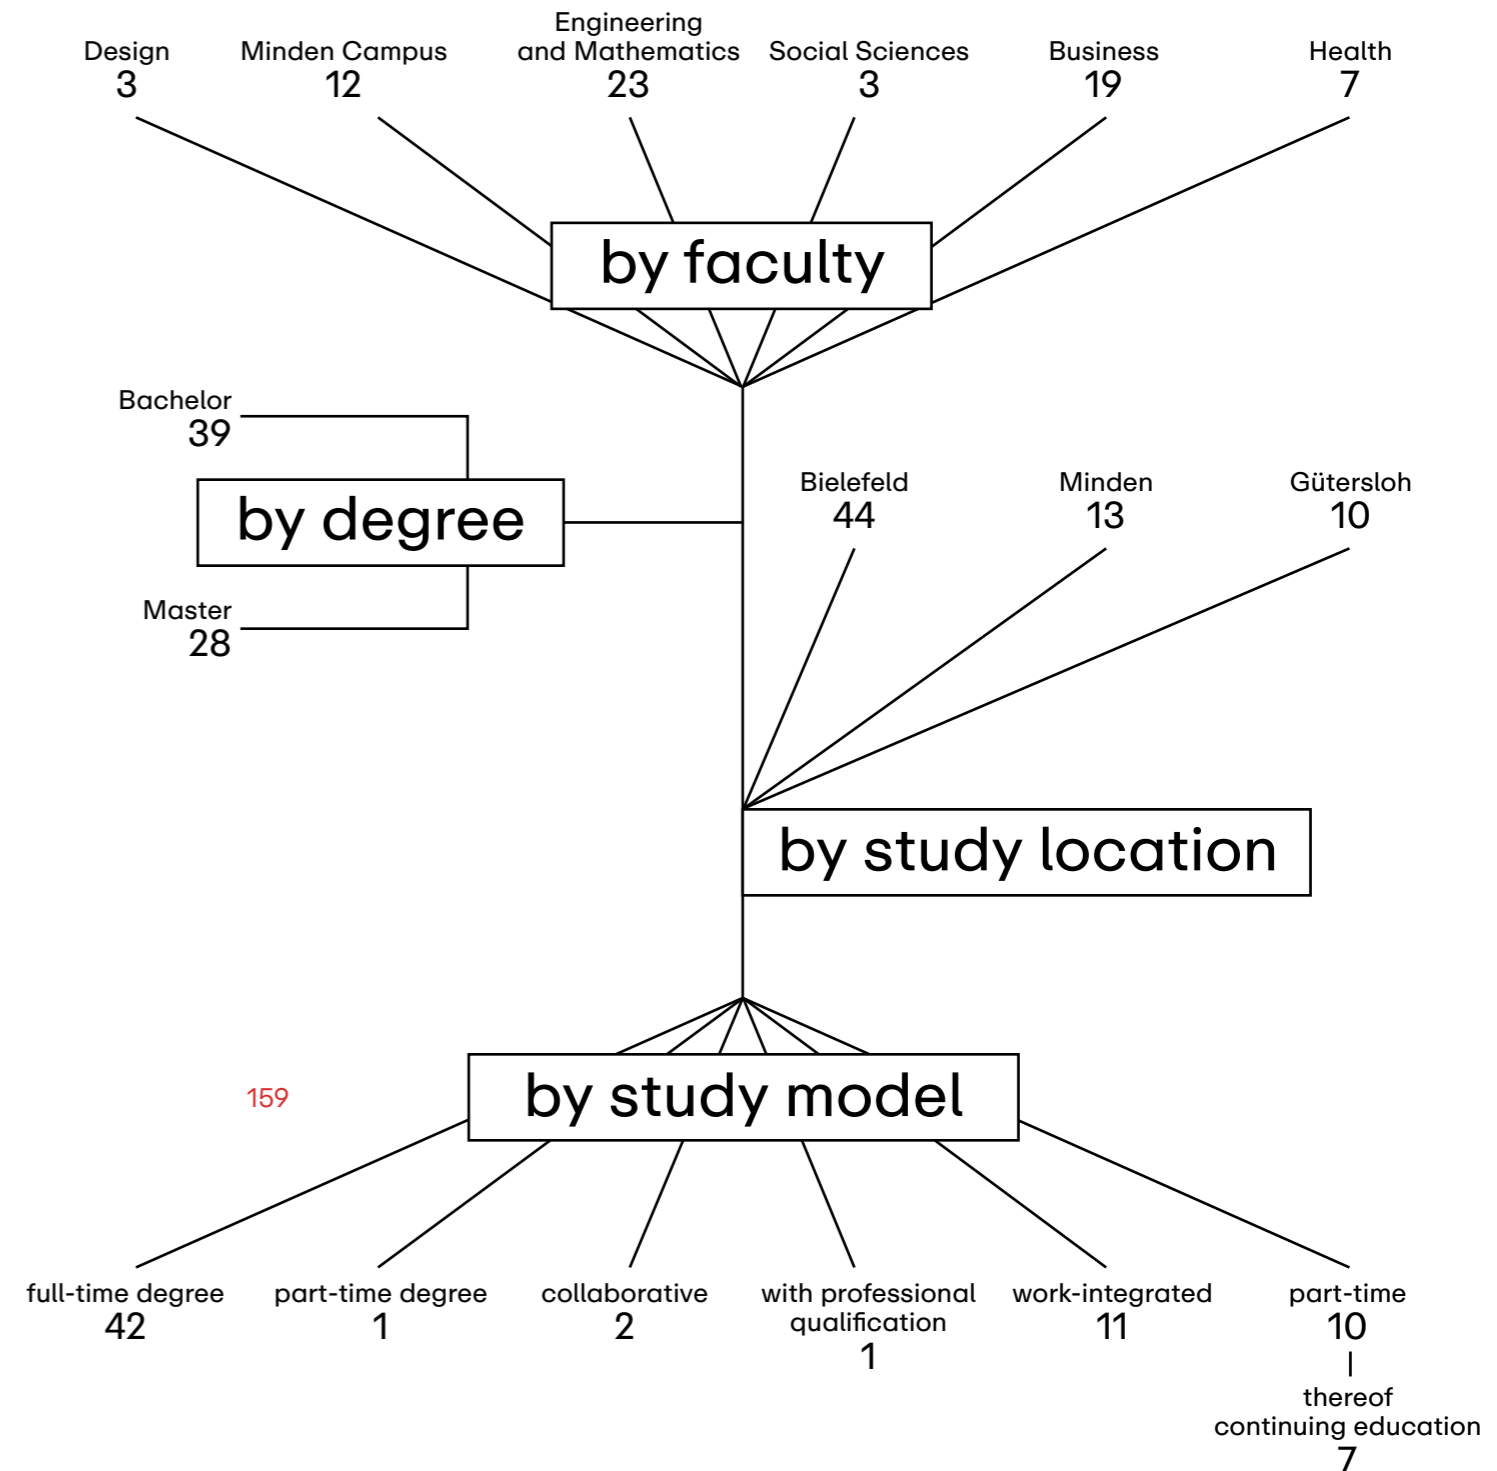 Design
3
Minden Campus
12
Engineering
and Mathematics
23
Social Sciences
3
Business
19
Health
7
by faculty
Bachelor
39
by degree
Master
28
Bielefeld
44
Minden
13
Gütersloh
10
by study location
159
by study model
full-time degree
42
part-time degree
1
collaborative
2
with professional
qualification
1
work-integrated
11
part-time
10
thereof
continuing education
7